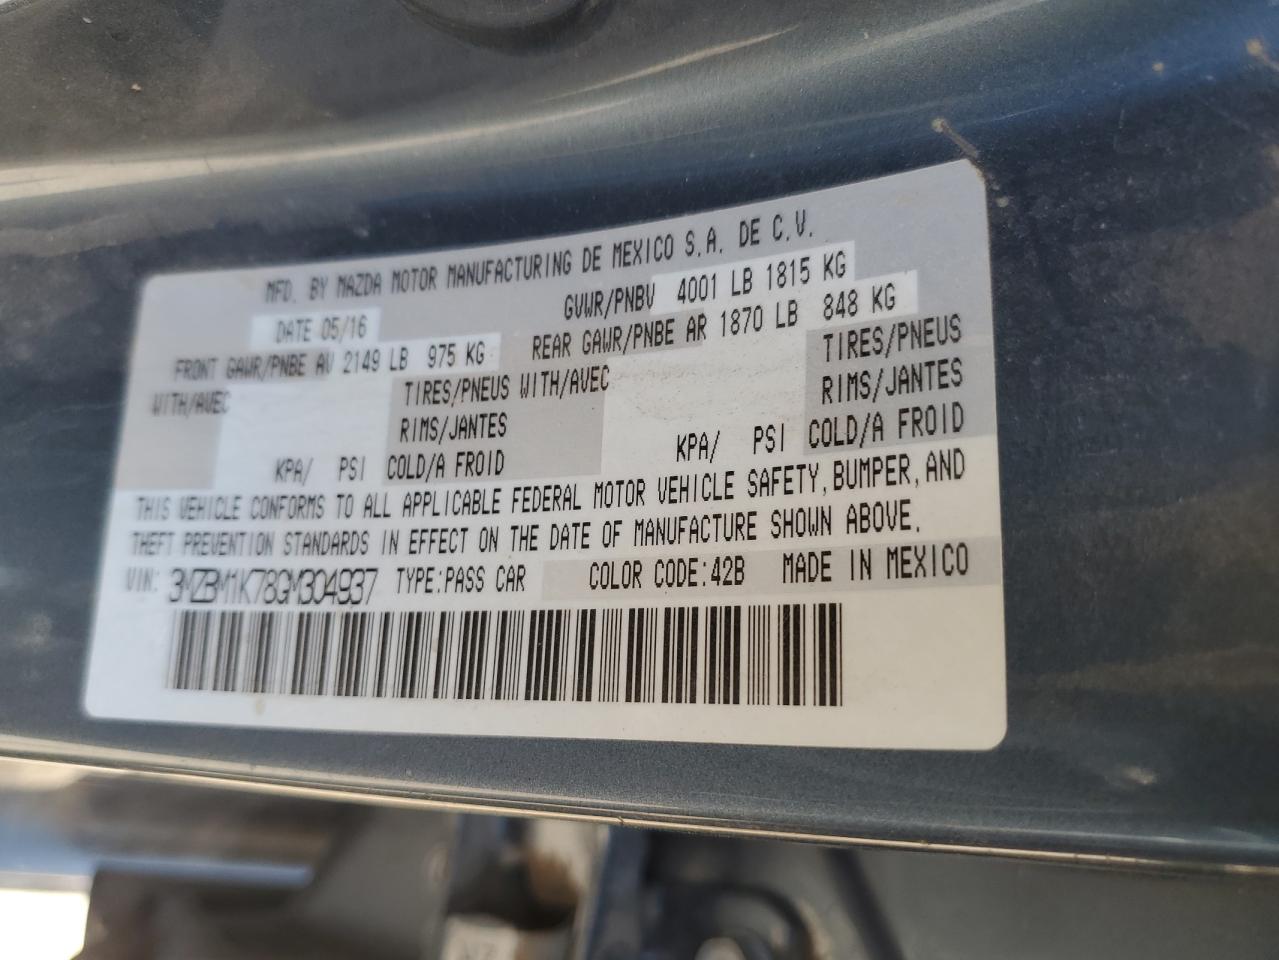 MFD. BY MAZDA MOTOR MANUFACTURING DE MEXICO S.A. DE C.V.
DATE 05/16 GVWR/PNBV 4001 LB 1815 KG
FRONT GAWR/PNBE AV 2149 LB 975 KG REAR GAWR/PNBE AR 1870 LB 848 KG
WITH/AVEC TIRES/PNEUS WITH/AVEC TIRES/PNEUS
RIMS/JANTES RIMS/JANTES
KPA/ PSI COLD/A FROID KPA/ PSI COLD/A FROID
THIS VEHICLE CONFORMS TO ALL APPLICABLE FEDERAL MOTOR VEHICLE SAFETY, BUMPER, AND
THEFT PREVENTION STANDARDS IN EFFECT ON THE DATE OF MANUFACTURE SHOWN ABOVE.
VIN: 3MZBM1K78GM304937 TYPE:PASS CAR COLOR CODE:42B MADE IN MEXICO